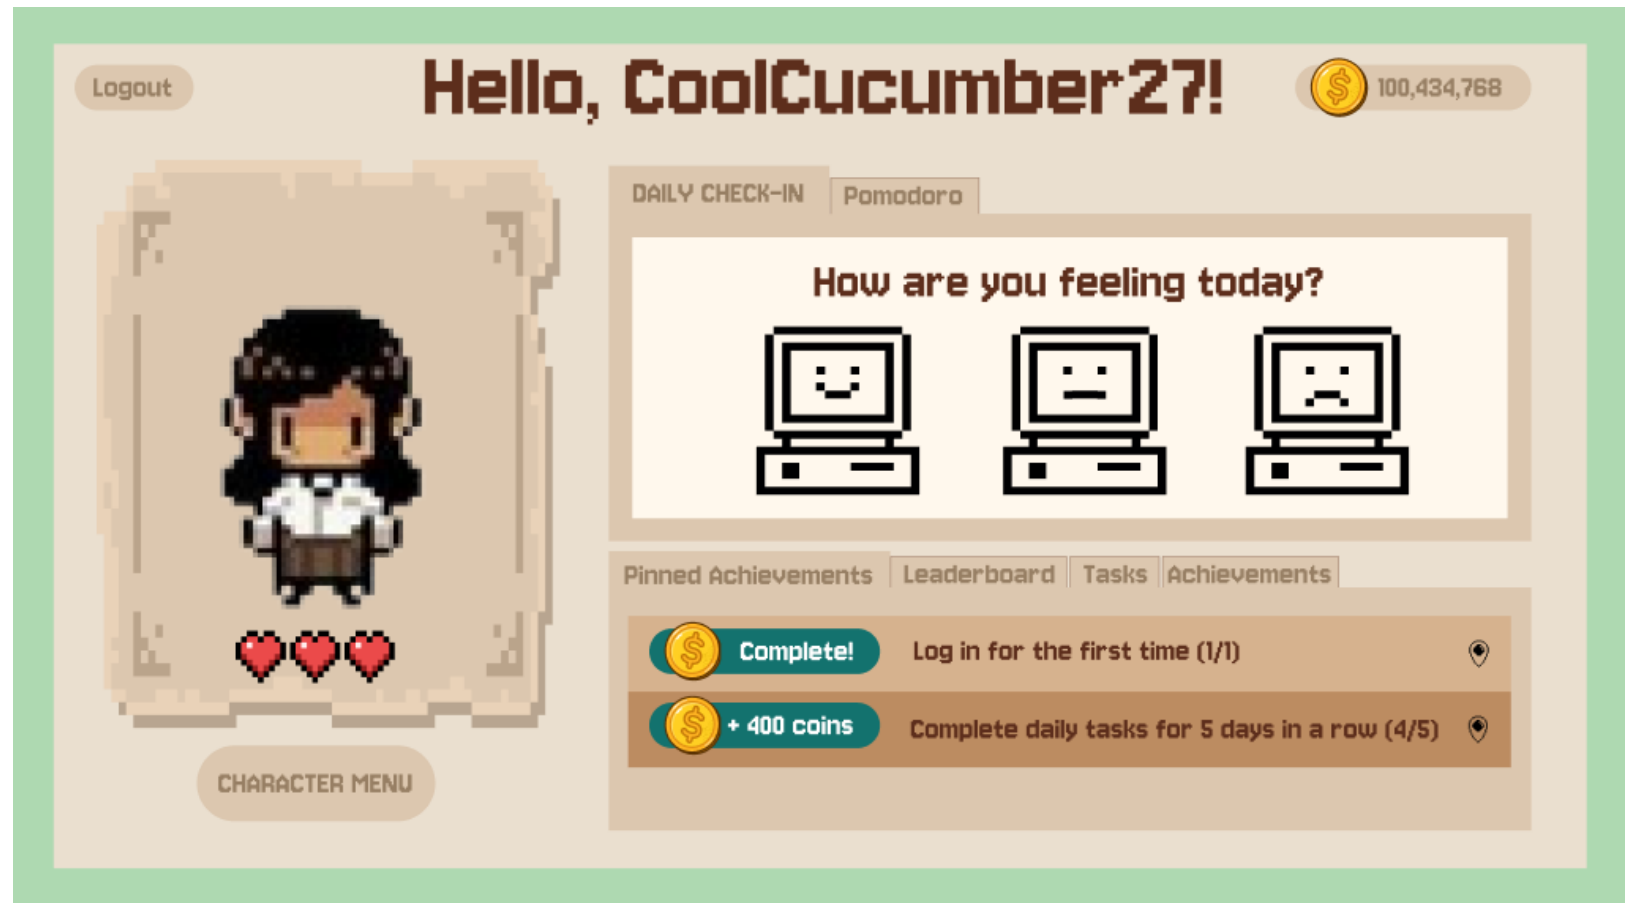 Logout
Hello, CoolCucumber27!
100,434,768
DAILY CHECK-IN
Pomodoro
How are you feeling today?
Pinned Achievements
Leaderboard
Tasks
Achievements
Complete!
Log in for the first time (1/1)
+ 400 coins
Complete daily tasks for 5 days in a row (4/5)
CHARACTER MENU